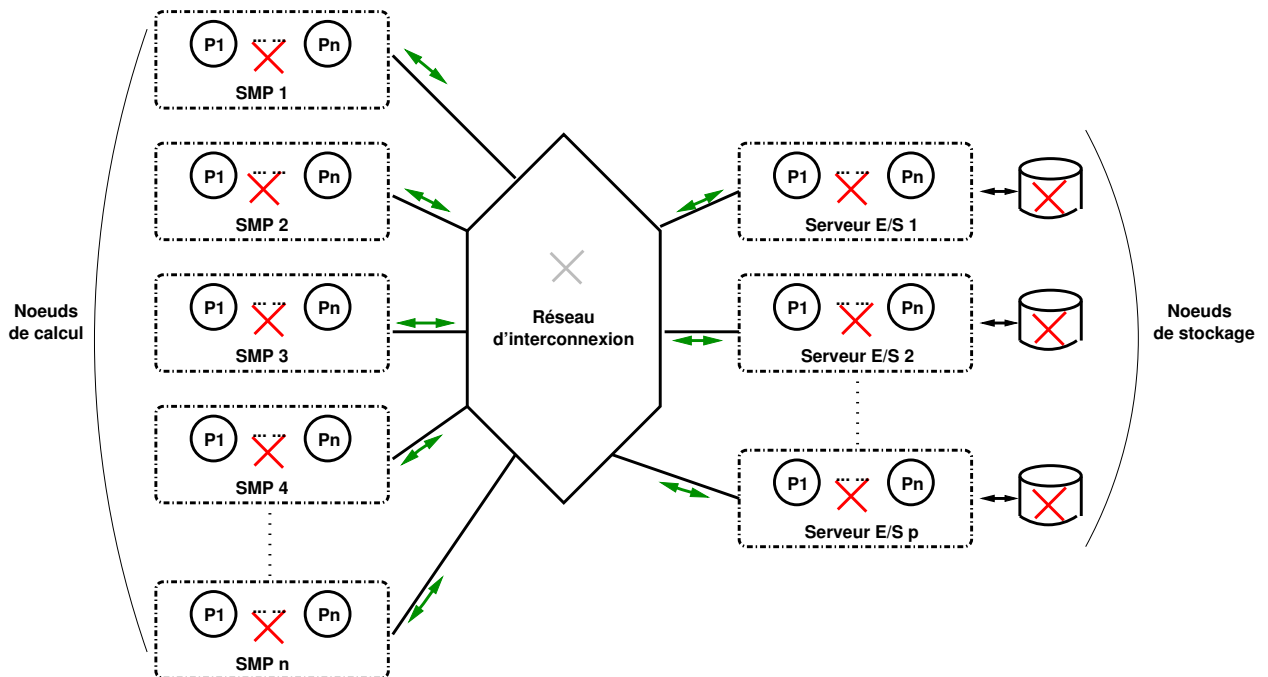 P1 ... ... Pn
SMP 1
P1 ... ... Pn
SMP 2
P1 ... ... Pn
SMP 3
P1 ... ... Pn
SMP 4
P1 ... ... Pn
SMP n
Noeuds
de calcul
Réseau
d'interconnexion
P1 ... ... Pn
Serveur E/S 1
P1 ... ... Pn
Serveur E/S 2
P1 ... ... Pn
Serveur E/S p
Noeuds
de stockage